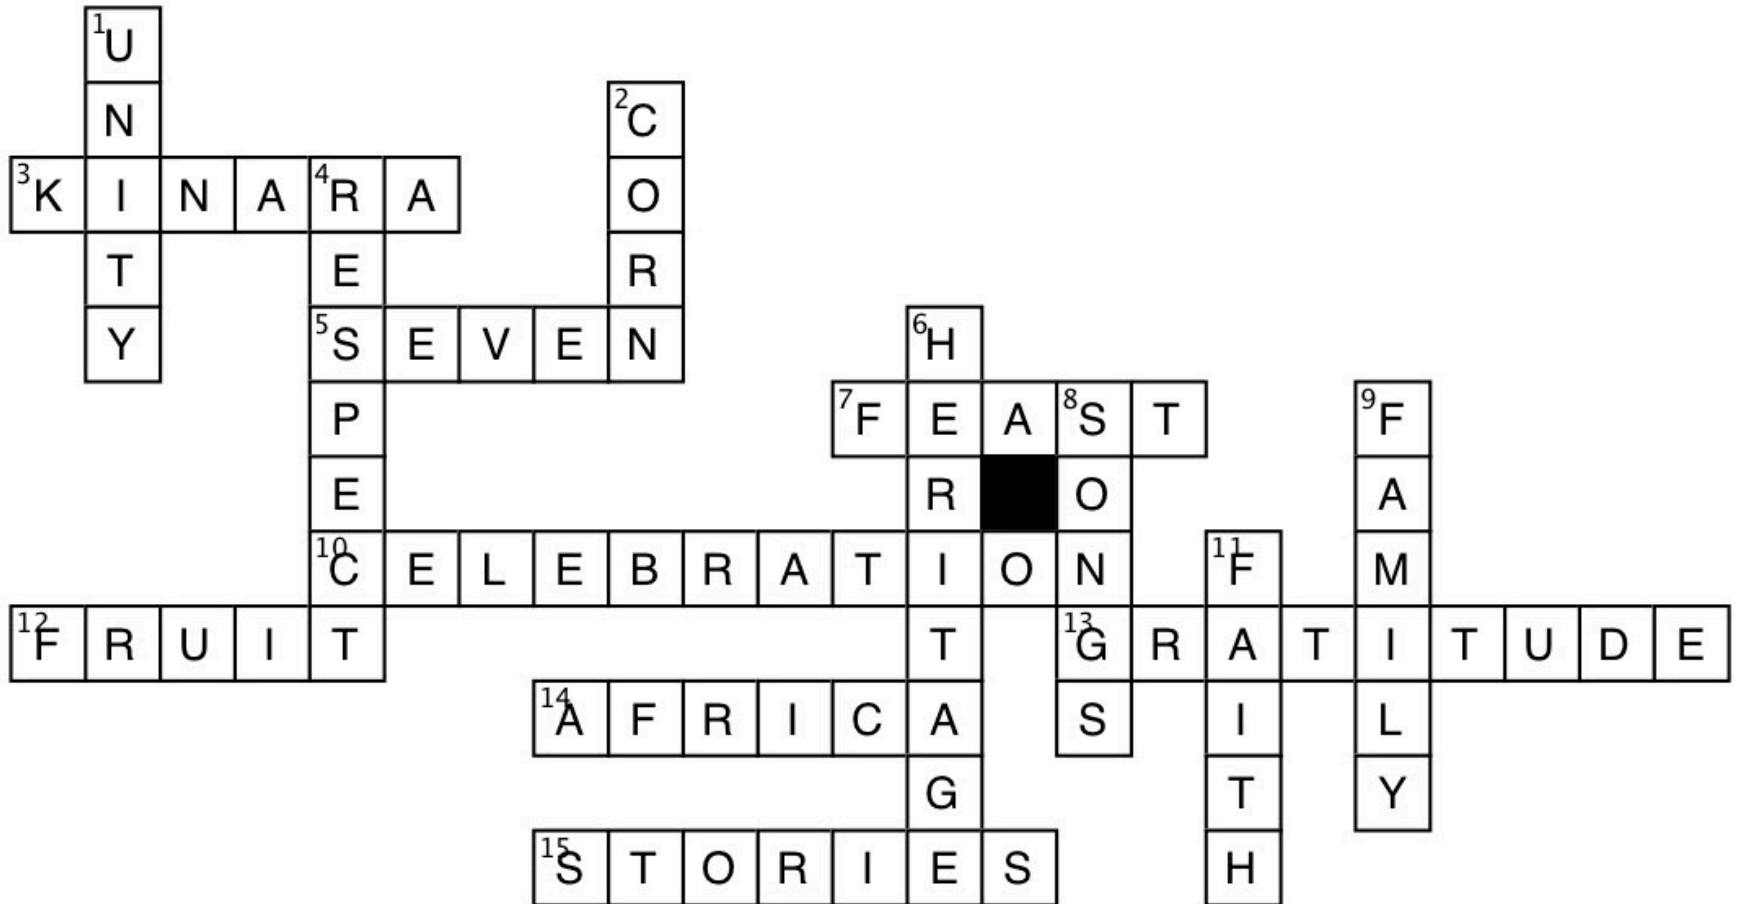 1U
N 2C
3K I N A 4R A O
T E R
Y 5S E V E N 6H
P 7F E A 8S T 9F
E R O A
10C E L E B R A T I O N 11F M
12F R U I T T 13G R A T I T U D E
14A F R I C A S I L
G T Y
15S T O R I E S H